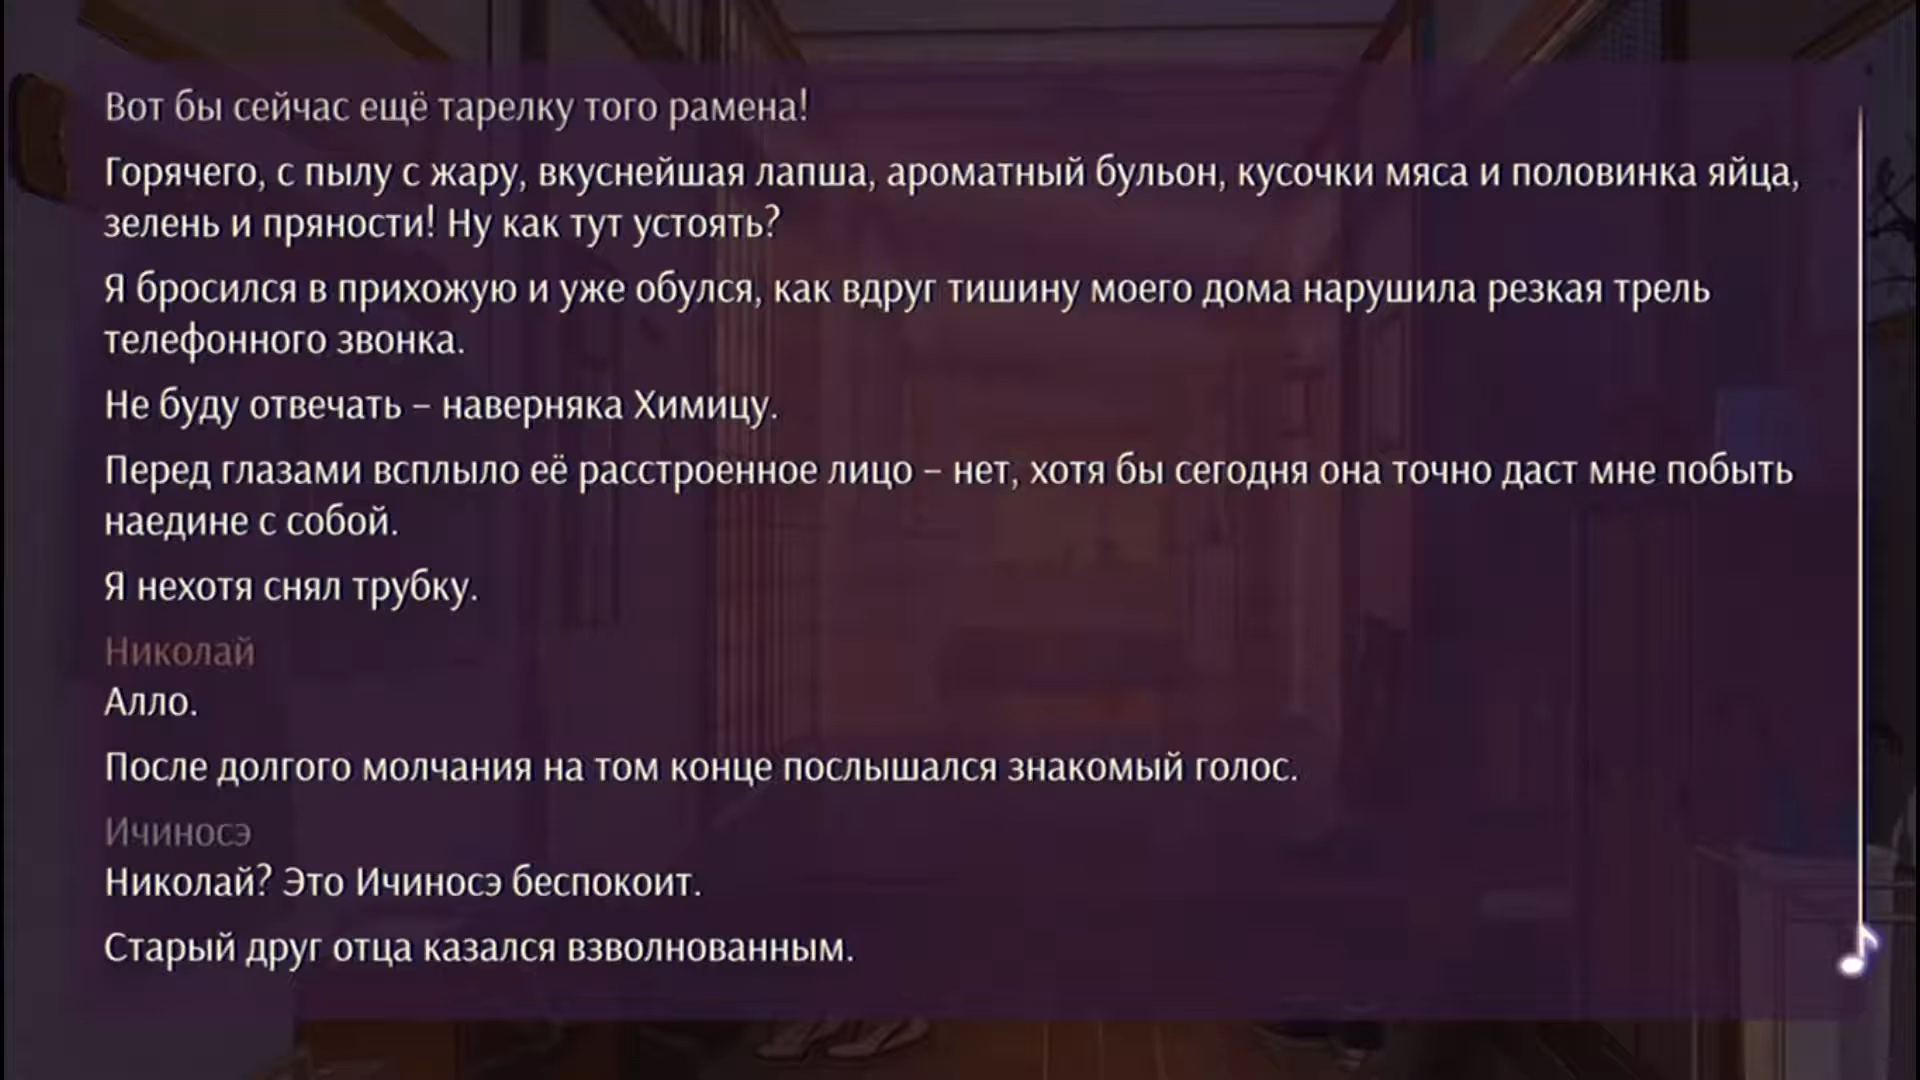 Вот бы сейчас ещё тарелку того рамена!
Горячего, с пылу с жару, вкуснейшая лапша, ароматный бульон, кусочки мяса и половинка яйца,
зелень и пряности! Ну как тут устоять?
Я бросился в прихожую и уже обулся, как вдруг тишину моего дома нарушила резкая трель
телефонного звонка.
Не буду отвечать – наверняка Химицу.
Перед глазами всплыло её расстроенное лицо – нет, хотя бы сегодня она точно даст мне побыть
наедине с собой.
Я нехотя снял трубку.
Николай
Алло.
После долгого молчания на том конце послышался знакомый голос.
Ичиносэ
Николай? Это Ичиносэ беспокоит.
Старый друг отца казался взволнованным.